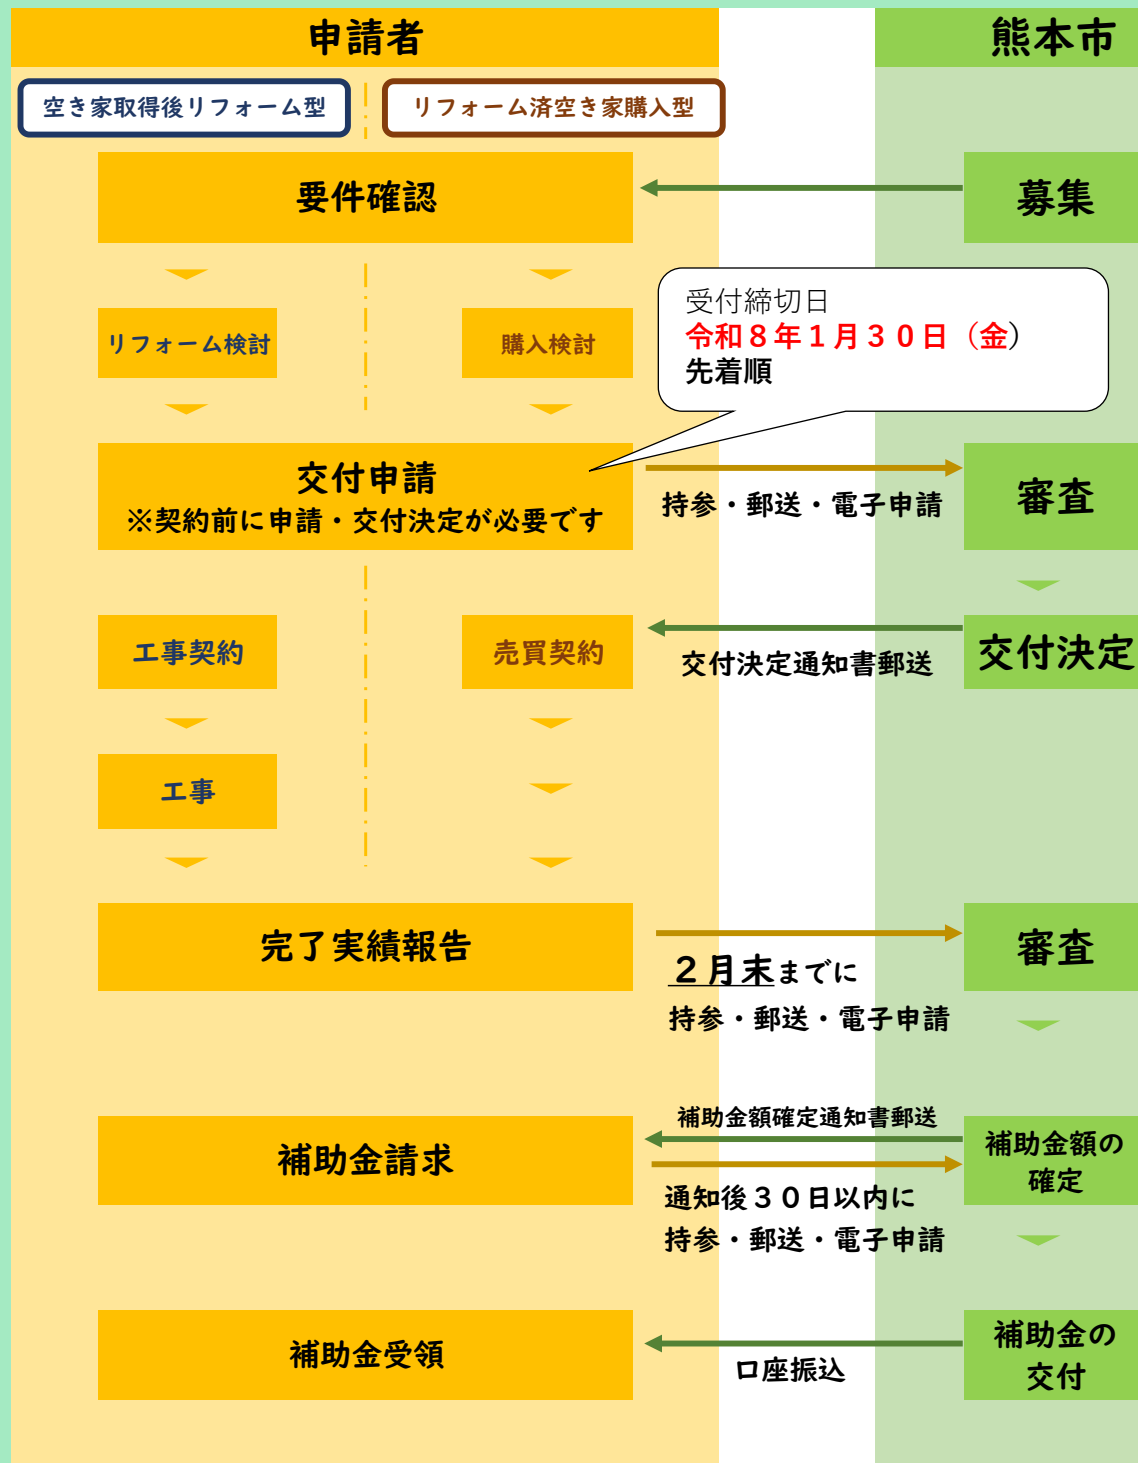 申請者
熊本市
空き家取得後リフォーム型
リフォーム済空き家購入型
要件確認
募集
リフォーム検討
購入検討
受付締切日
令和８年１月３０日（金）
先着順
交付申請
※契約前に申請・交付決定が必要です
持参・郵送・電子申請
審査
工事契約
売買契約
交付決定通知書郵送
交付決定
工事
完了実績報告
２月末までに
持参・郵送・電子申請
審査
補助金請求
補助金額確定通知書郵送
通知後３０日以内に
持参・郵送・電子申請
補助金額の
確定
補助金受領
口座振込
補助金の
交付